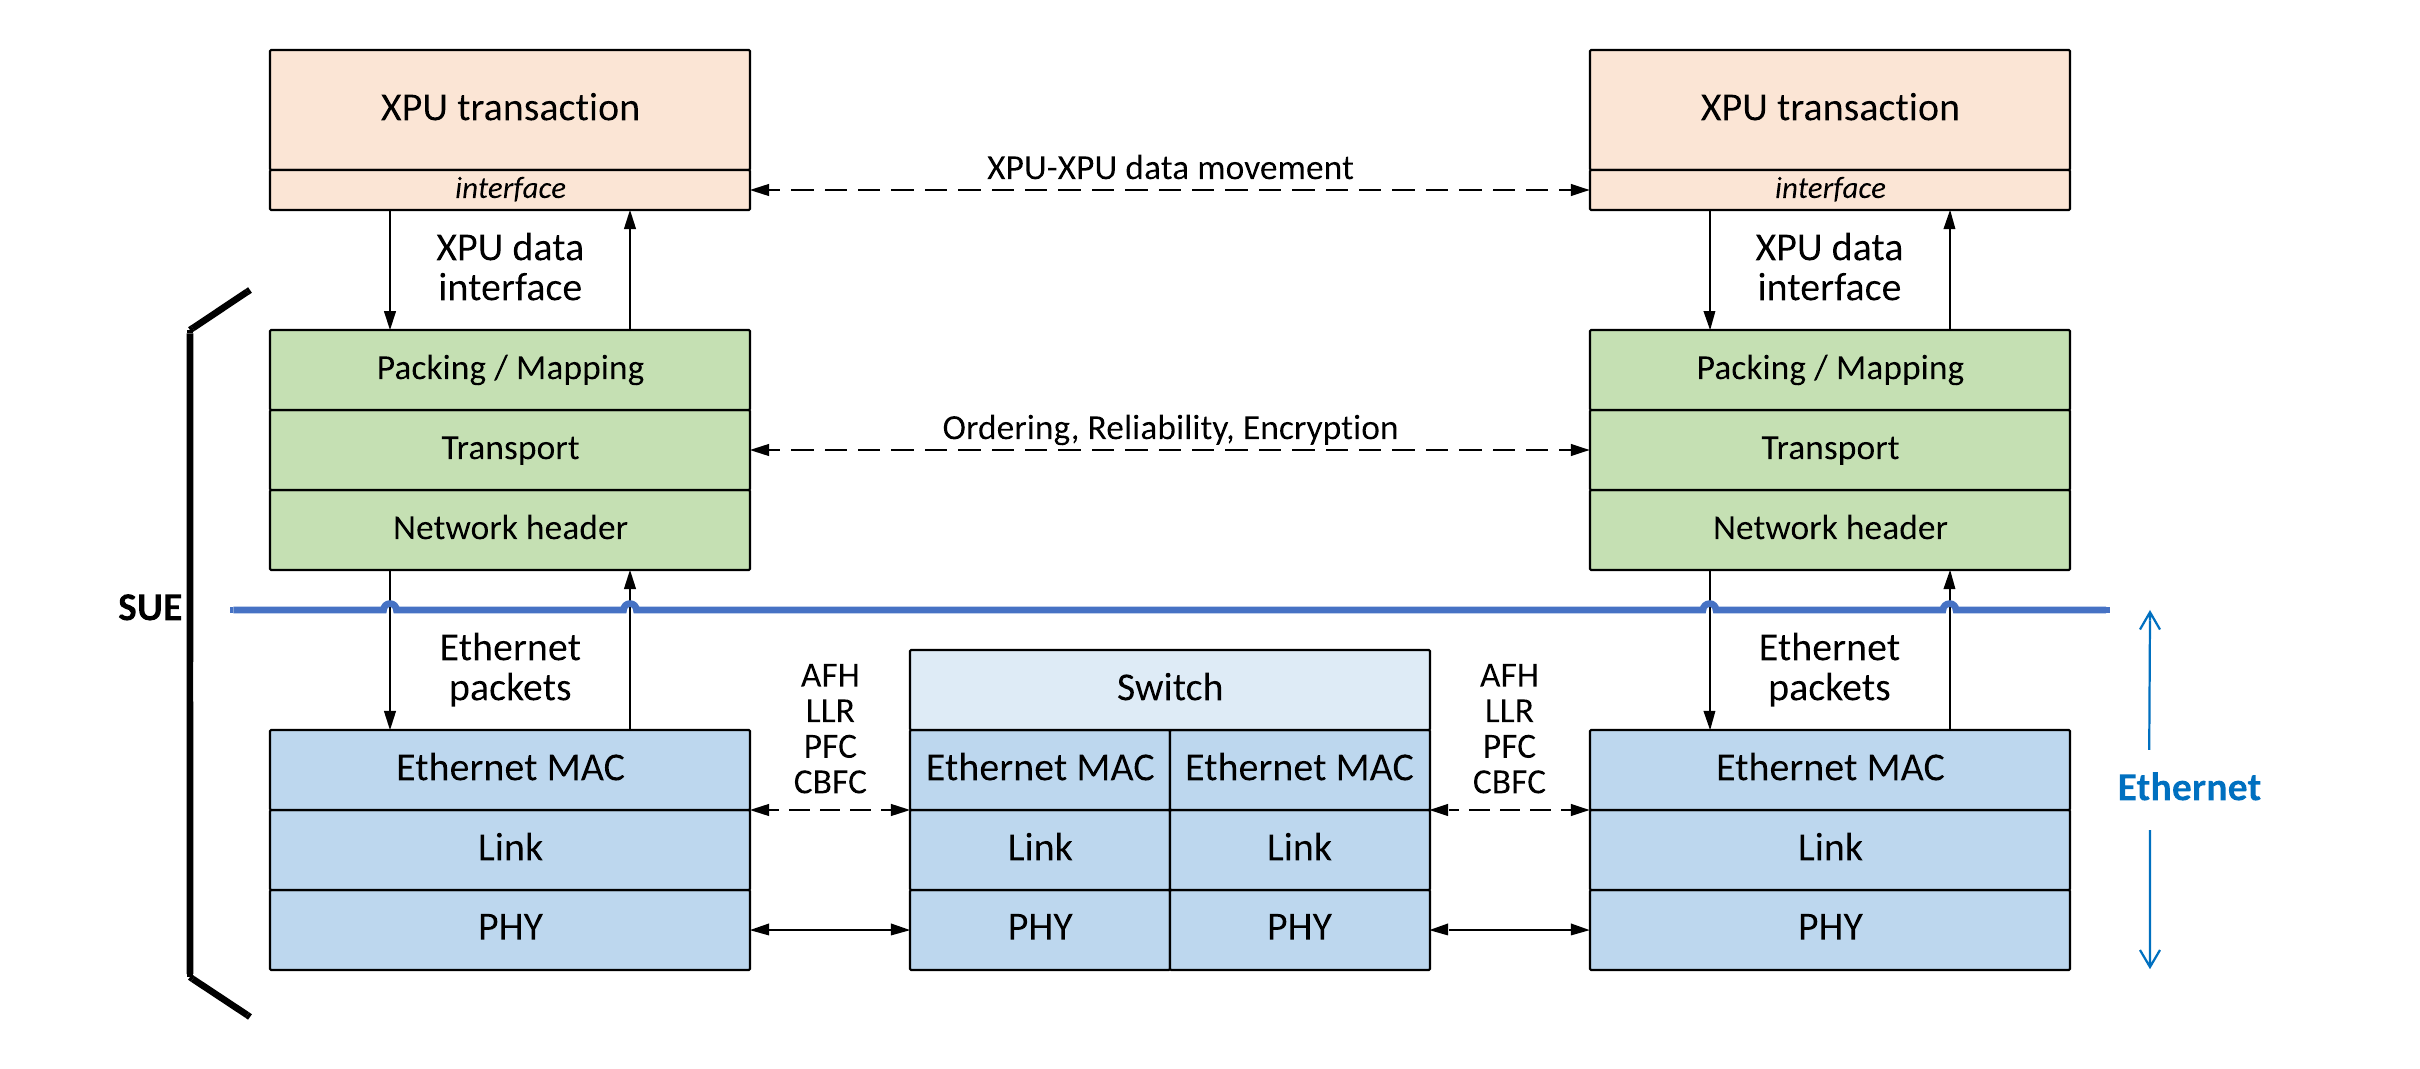 XPU transaction
XPU transaction
interface
XPU-XPU data movement
interface
XPU data
interface
XPU data
interface
Packing / Mapping
Packing / Mapping
Transport
Ordering, Reliability, Encryption
Transport
Network header
Network header
SUE
Ethernet
packets
AFH
LLR
PFC
CBFC
Switch
AFH
LLR
PFC
CBFC
Ethernet
packets
Ethernet MAC
Ethernet MAC
Ethernet MAC
Ethernet MAC
Ethernet
Link
Link
Link
Link
PHY
PHY
PHY
PHY